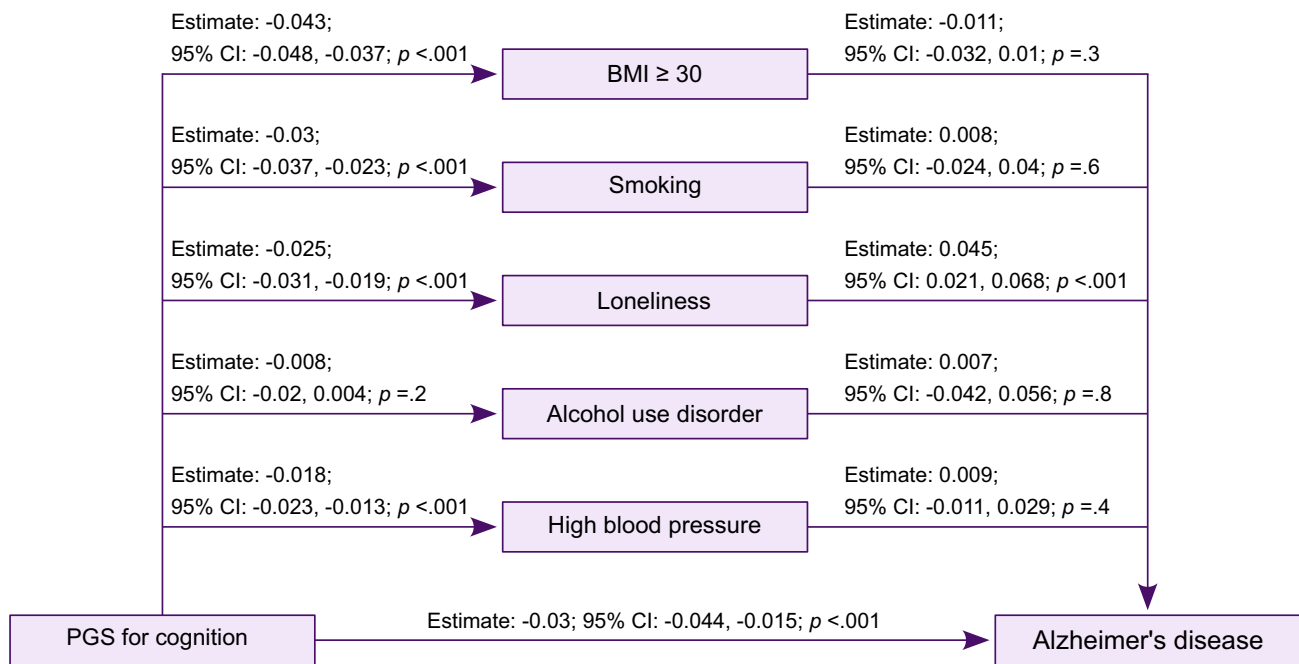 Estimate: -0.043;
95% CI: -0.048, -0.037; p <.001
BMI ≥ 30
Estimate: -0.011;
95% CI: -0.032, 0.01; p =.3
Estimate: -0.03;
95% CI: -0.037, -0.023; p <.001
Smoking
Estimate: 0.008;
95% CI: -0.024, 0.04; p =.6
Estimate: -0.025;
95% CI: -0.031, -0.019; p <.001
Loneliness
Estimate: 0.045;
95% CI: 0.021, 0.068; p <.001
Estimate: -0.008;
95% CI: -0.02, 0.004; p =.2
Alcohol use disorder
Estimate: 0.007;
95% CI: -0.042, 0.056; p =.8
Estimate: -0.018;
95% CI: -0.023, -0.013; p <.001
High blood pressure
Estimate: 0.009;
95% CI: -0.011, 0.029; p =.4
PGS for cognition
Estimate: -0.03; 95% CI: -0.044, -0.015; p <.001
Alzheimer's disease